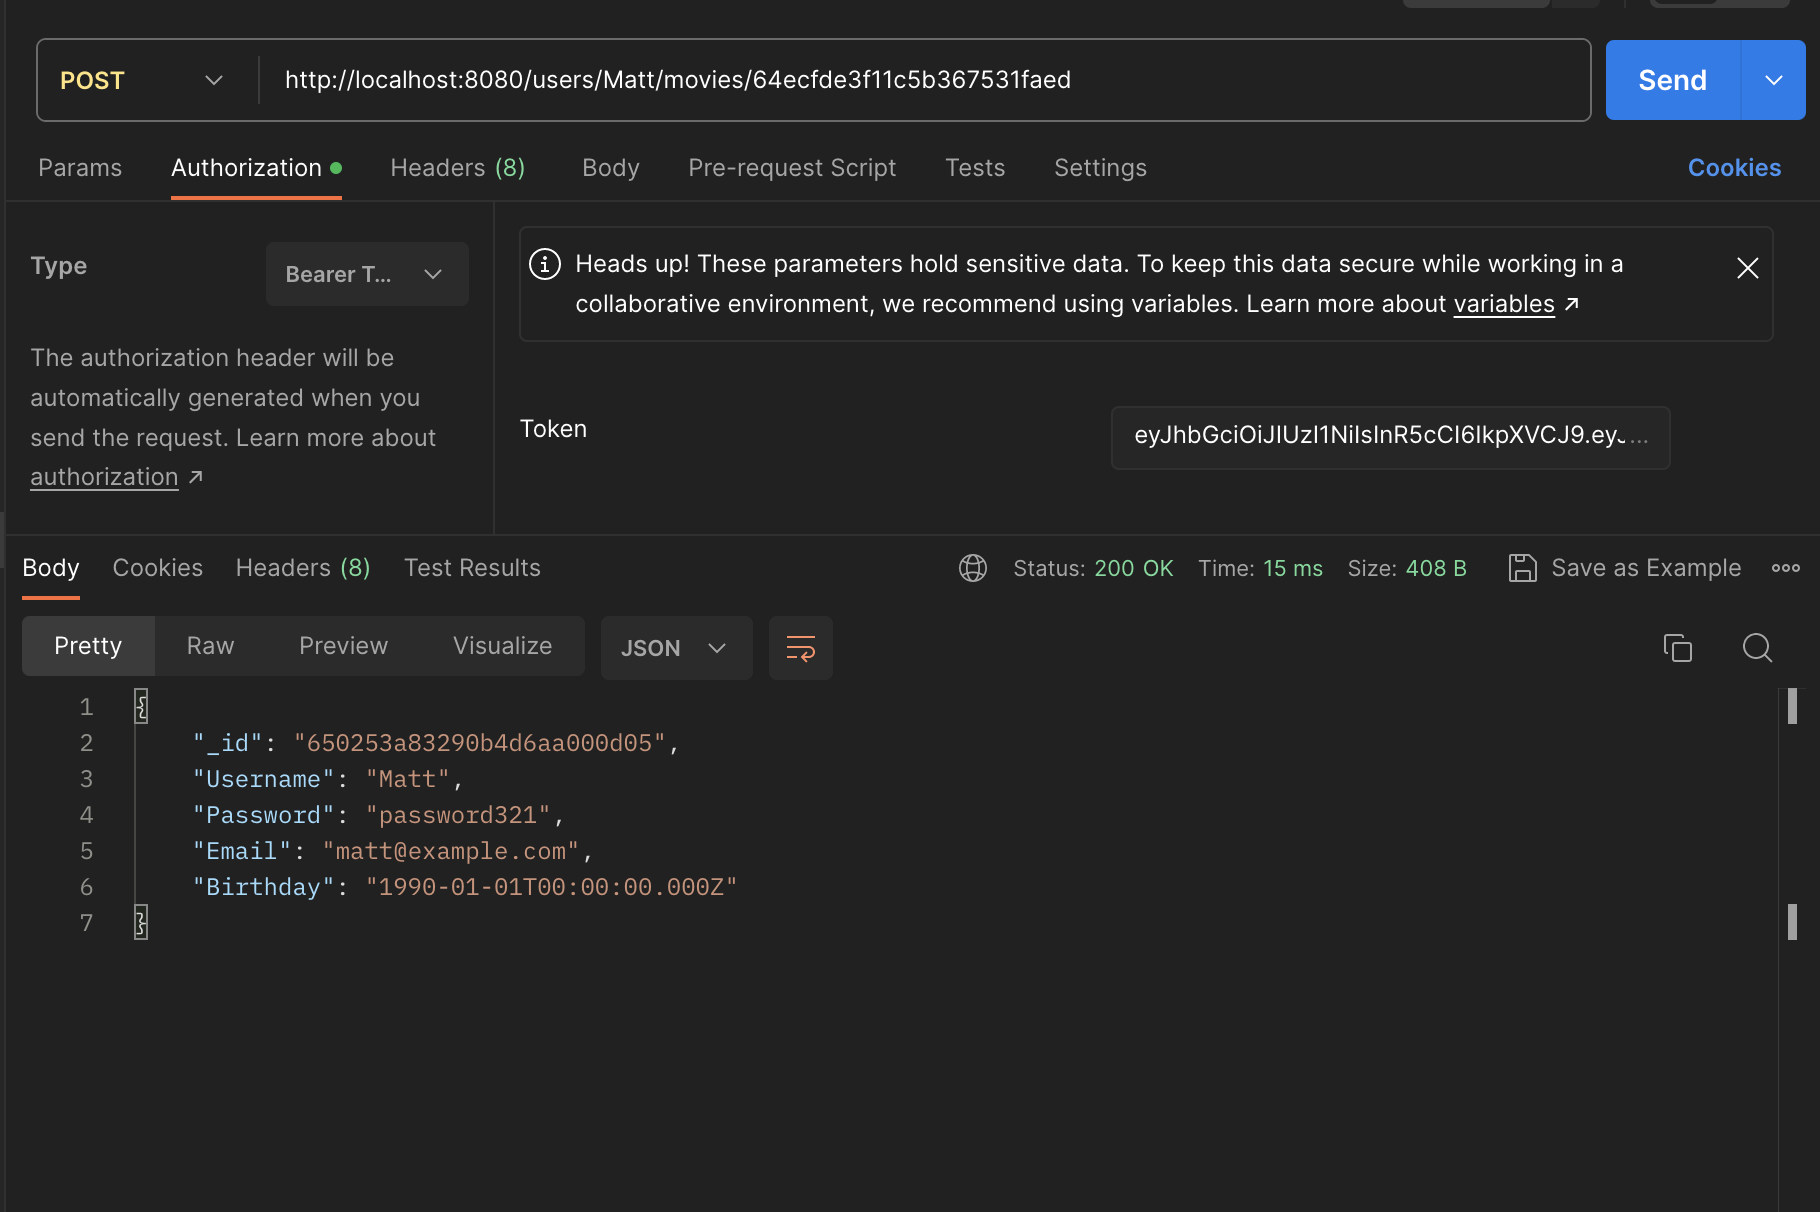 POST
http://localhost:8080/users/Matt/movies/64ecfde3f11c5b367531faed
Send
Params Authorization Headers (8) Body Pre-request Script Tests Settings Cookies
Type
Bearer T...
The authorization header will be
automatically generated when you
send the request. Learn more about
authorization ↗
Heads up! These parameters hold sensitive data. To keep this data secure while working in a
collaborative environment, we recommend using variables. Learn more about variables ↗
Token
eyJhbGciOiJIUzI1NiIsInR5cCI6IkpXVCJ9.eyJ...
Body Cookies Headers (8) Test Results
Status: 200 OK Time: 15 ms Size: 408 B Save as Example
Pretty Raw Preview Visualize JSON
1 {
2 "_id": "650253a83290b4d6aa000d05",
3 "Username": "Matt",
4 "Password": "password321",
5 "Email": "matt@example.com",
6 "Birthday": "1990-01-01T00:00:00.000Z"
7 }